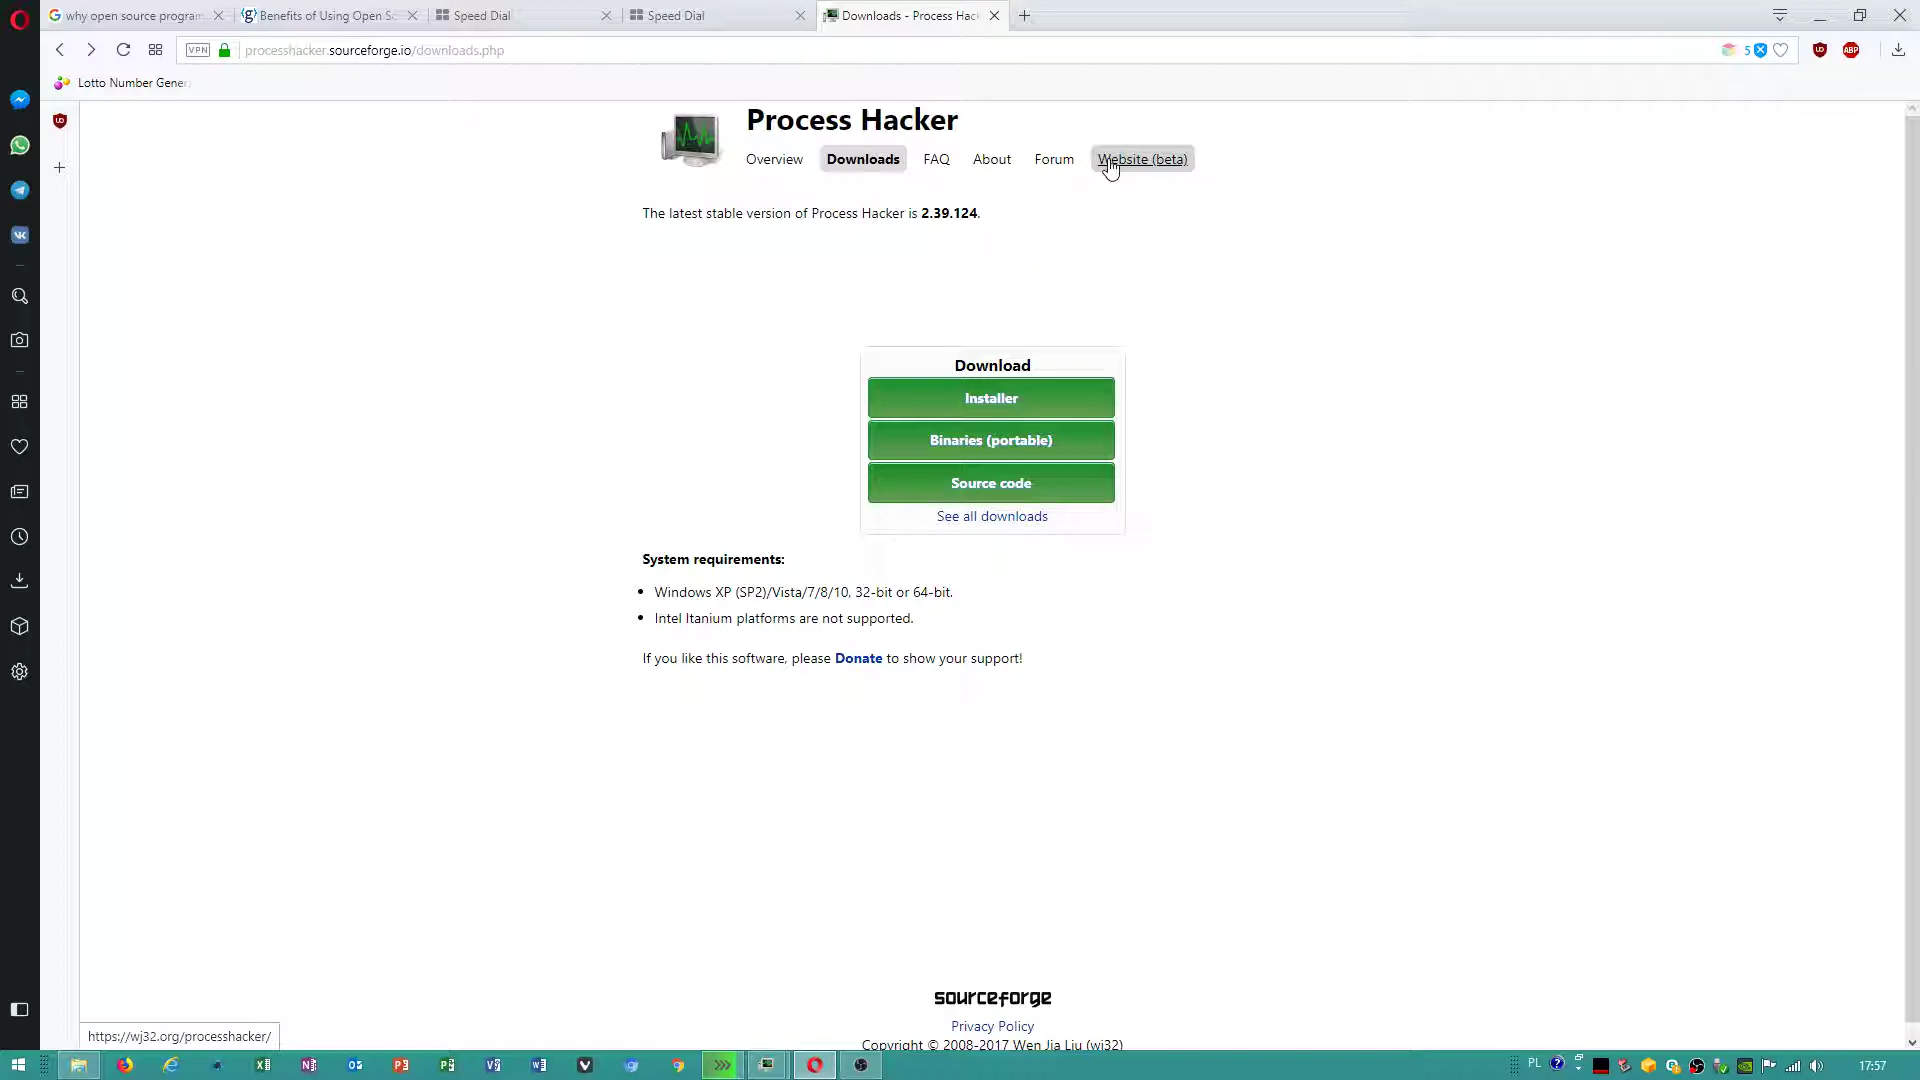 why open source program
Benefits of Using Open So
Speed Dial
Speed Dial
Downloads - Process Hac
VPN
processhacker.sourceforge.io/downloads.php
5
ABP
Lotto Number Gener
Process Hacker
Overview
Downloads
FAQ
About
Forum
Website (beta)
The latest stable version of Process Hacker is 2.39.124.
Download
Installer
Binaries (portable)
Source code
See all downloads
System requirements:
Windows XP (SP2)/Vista/7/8/10, 32-bit or 64-bit.
Intel Itanium platforms are not supported.
If you like this software, please Donate to show your support!
sourceforge
Privacy Policy
Copyright © 2008-2017 Wen Jia Liu (wj32)
https://wj32.org/processhacker/
PL
17:57